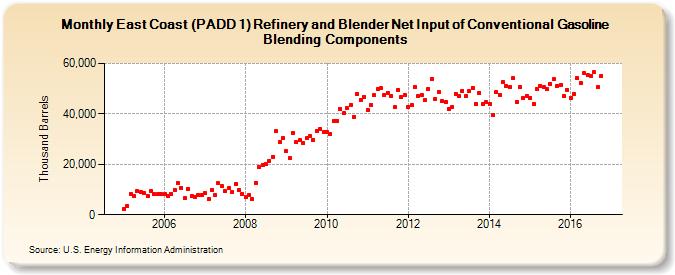 Monthly East Coast (PADD 1) Refinery and Blender Net Input of Conventional Gasoline
Blending Components
Thousand Barrels
60,000
40,000
20,000
0
2006
2008
2010
2012
2014
2016
Source: U.S. Energy Information Administration